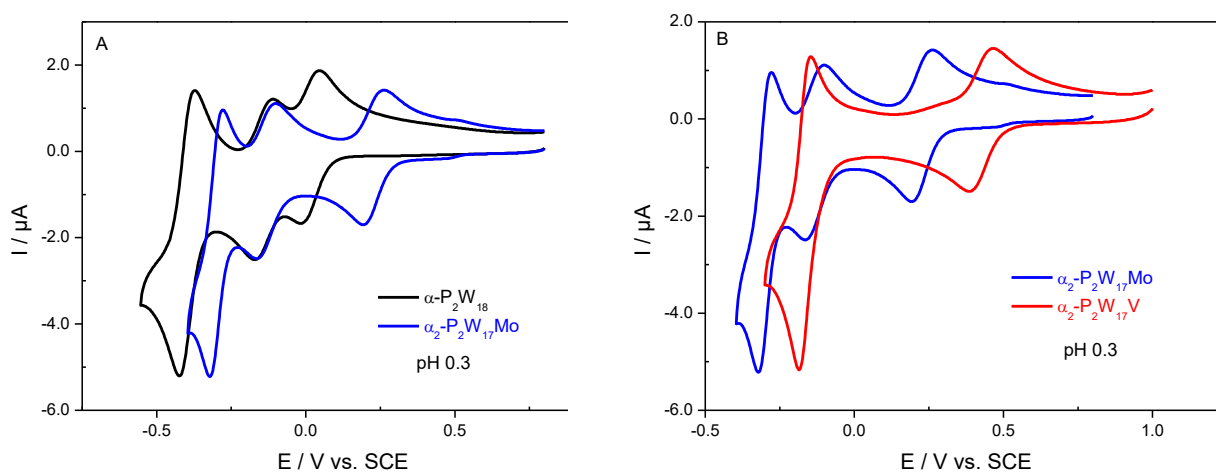 A
2.0
0.0
-2.0
-4.0
-6.0
I / µA
α-P₂W₁₈
α₂-P₂W₁₇Mo
pH 0.3
-0.5
0.0
0.5
E / V vs. SCE
B
2.0
0.0
-2.0
-4.0
-6.0
I / µA
α₂-P₂W₁₇Mo
α₂-P₂W₁₇V
pH 0.3
0.0
0.5
1.0
E / V vs. SCE